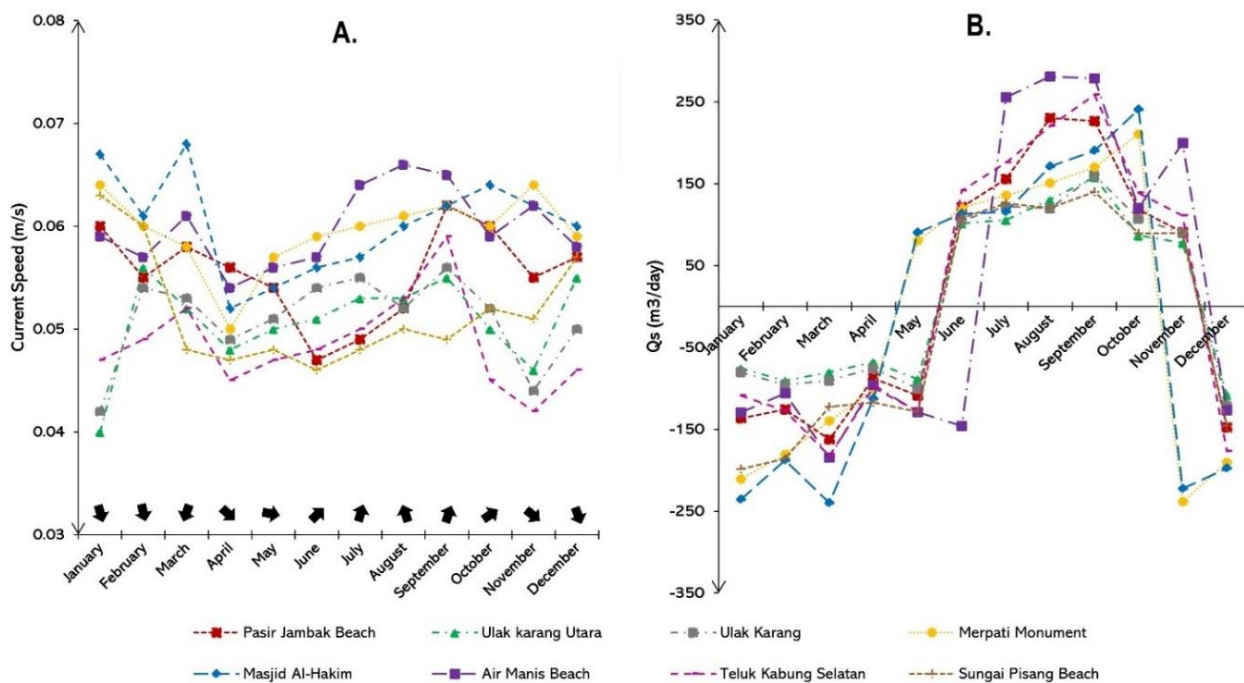 A.
Current Speed (m/s)
0.08
0.07
0.06
0.05
0.04
0.03
January
February
March
April
May
June
July
August
September
October
November
December
B.
Qs (m3/day)
350
250
150
50
-50
-150
-250
-350
January
February
March
April
May
June
July
August
September
October
November
December
Pasir Jambak Beach
Ulak karang Utara
Ulak Karang
Merpati Monument
Masjid Al-Hakim
Air Manis Beach
Teluk Kabung Selatan
Sungai Pisang Beach